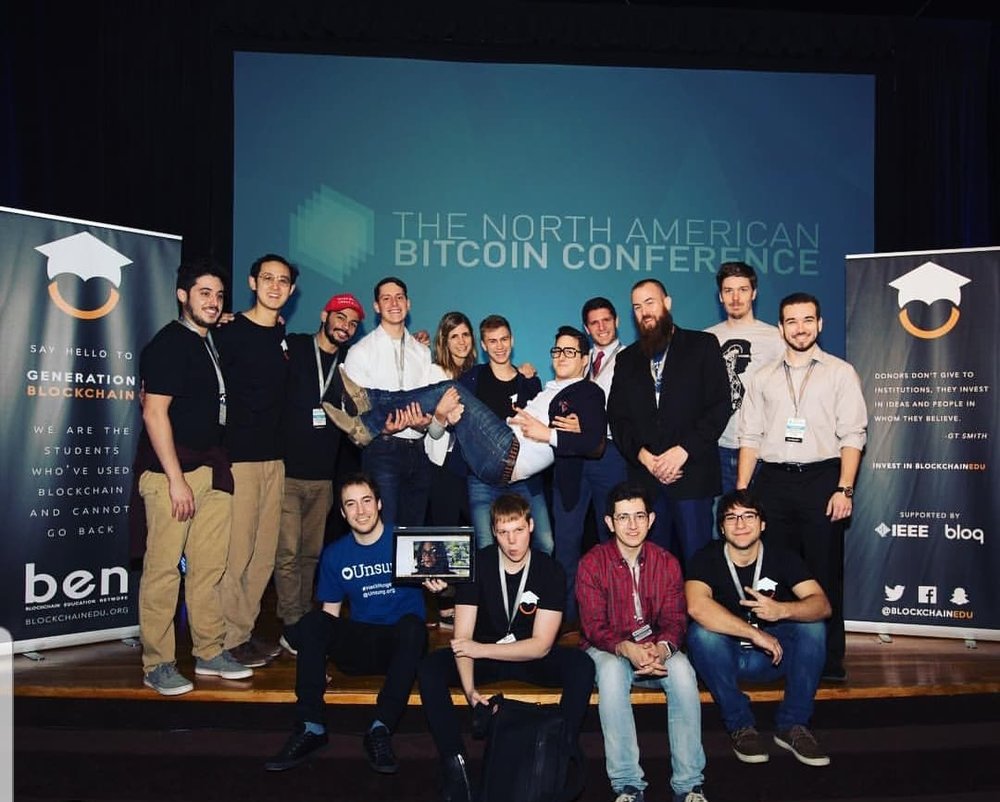 THE NORTH AMERICAN
BITCOIN CONFERENCE
SAY HELLO TO
GENERATION
BLOCKCHAIN
WE ARE THE
STUDENTS
WHO'VE USED
BLOCKCHAIN
AND CANNOT
GO BACK
ben
BLOCKCHAIN EDUCATION NETWORK
BLOCKCHAINEDU.ORG
DONORS DON'T GIVE TO
INSTITUTIONS, THEY INVEST
IN IDEAS AND PEOPLE IN
WHOM THEY BELIEVE.
-GT SMITH
INVEST IN BLOCKCHAINEDU
SUPPORTED BY
IEEE bloq
@BLOCKCHAINEDU
Unsu
@Unsung.org